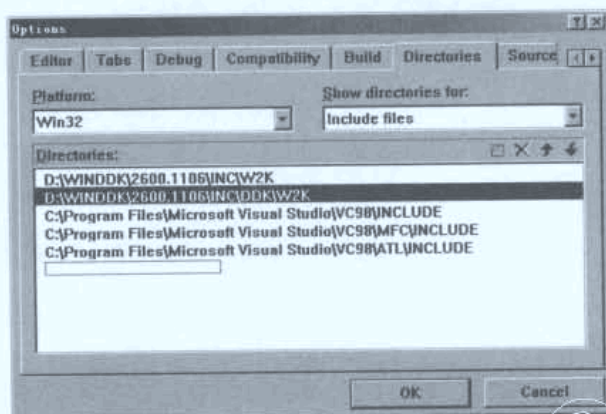 Options
Editor Tabs Debug Compatibility Build Directories Source
Platform: Show directories for:
Win32 Include files
Directories:
D:\WINDDK\2600.1106\INC\W2K
D:\WINDDK\2600.1106\INC\DDK\W2K
C:\Program Files\Microsoft Visual Studio\VC98\INCLUDE
C:\Program Files\Microsoft Visual Studio\VC98\MFC\INCLUDE
C:\Program Files\Microsoft Visual Studio\VC98\ATL\INCLUDE
OK Cancel